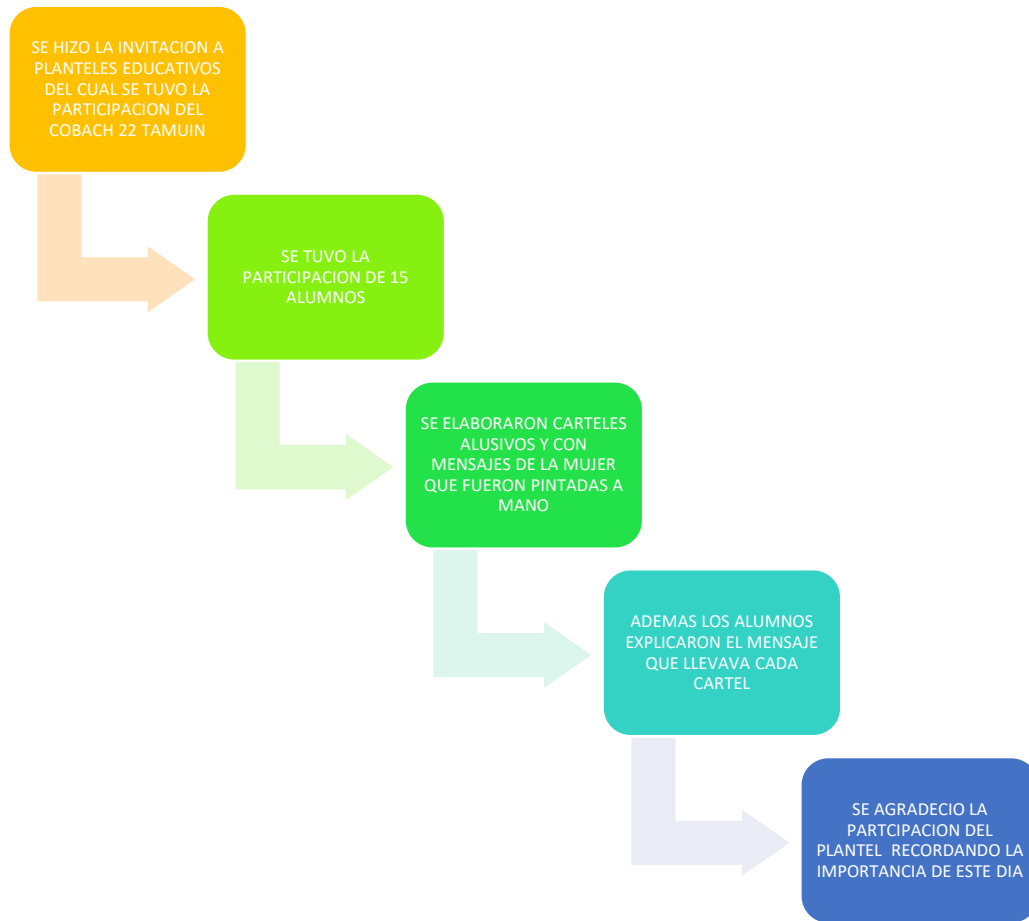 SE HIZO LA INVITACION A
PLANTELES EDUCATIVOS
DEL CUAL SE TUVO LA
PARTICIPACION DEL
COBACH 22 TAMUIN
SE TUVO LA
PARTICIPACION DE 15
ALUMNOS
SE ELABORARON CARTELES
ALUSIVOS Y CON
MENSAJES DE LA MUJER
QUE FUERON PINTADAS A
MANO
ADEMAS LOS ALUMNOS
EXPLICARON EL MENSAJE
QUE LLEVAVA CADA
CARTEL
SE AGRADECIO LA
PARTCIPACION DEL
PLANTEL RECORDANDO LA
IMPORTANCIA DE ESTE DIA